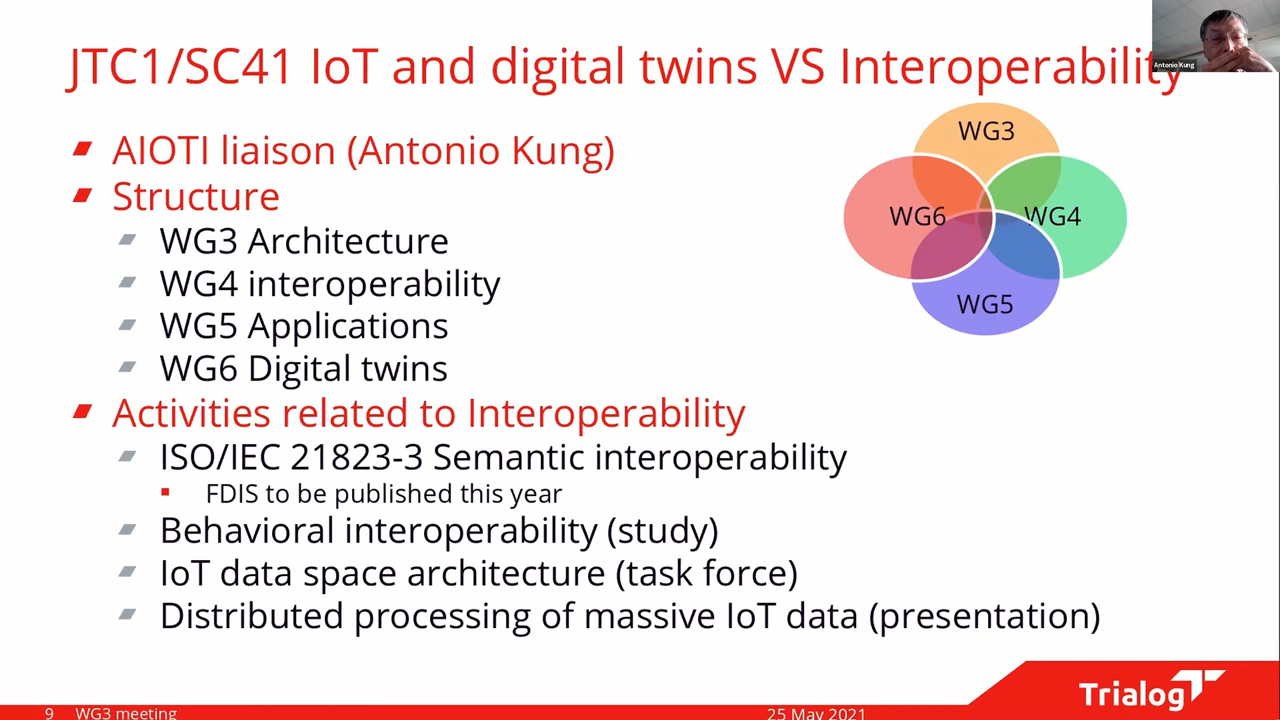 JTC1/SC41 IoT and digital twins VS Interoperability
Antonio Kung
AIOTI liaison (Antonio Kung)
Structure
WG3 Architecture
WG4 interoperability
WG5 Applications
WG6 Digital twins
Activities related to Interoperability
ISO/IEC 21823-3 Semantic interoperability
FDIS to be published this year
Behavioral interoperability (study)
IoT data space architecture (task force)
Distributed processing of massive IoT data (presentation)
WG3
WG6
WG4
WG5
Trialog
9 WG3 meeting
25 May 2021